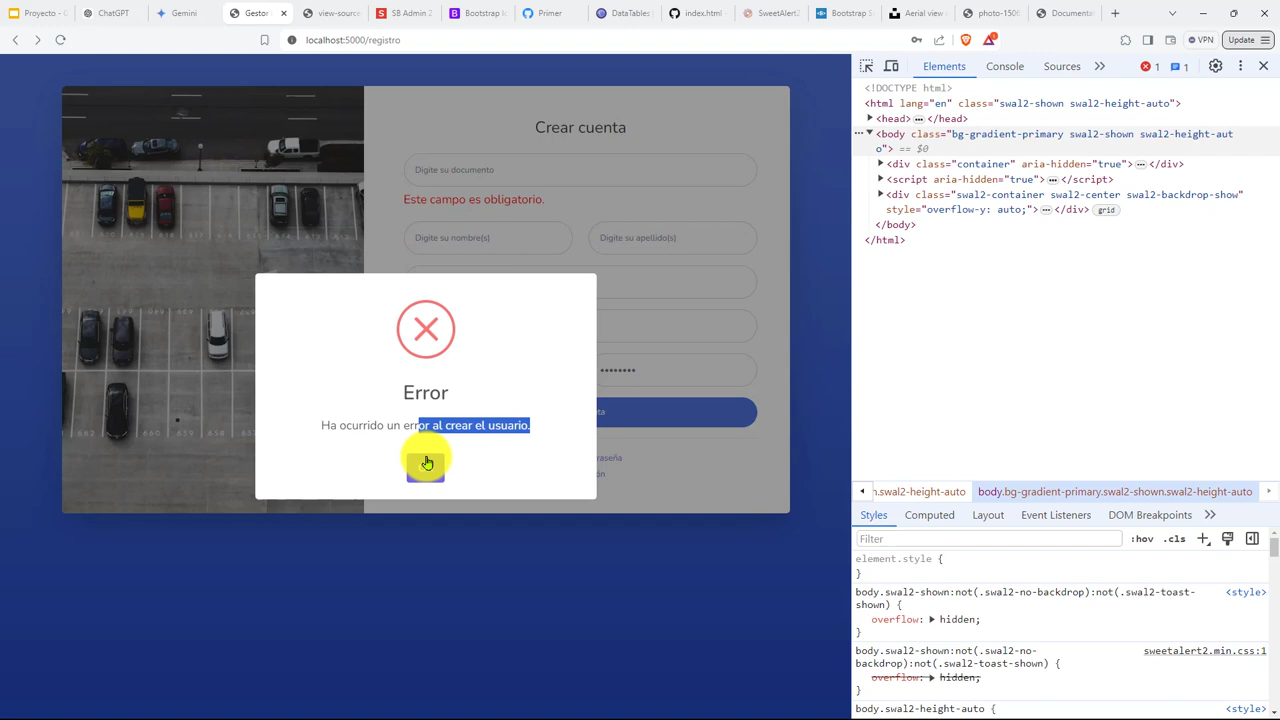 Proyecto - G
ChatGPT
Gemini
Gestor
view-source
SB Admin 2
Bootstrap
Primer
DataTables
index.html
SweetAlert2
Bootstrap S
Aerial view
photo-1506
Documenta
localhost:5000/registro
VPN
Update
Crear cuenta
Digite su documento
Este campo es obligatorio.
Digite su nombre(s)
Digite su apellido(s)
Error
Ha ocurrido un error al crear el usuario.
Elements
Console
Sources
1
1
<!DOCTYPE html>
<html lang="en" class="swal2-shown swal2-height-auto">
<head> ••• </head>
<body class="bg-gradient-primary swal2-shown swal2-height-aut
o"> == $0
<div class="container" aria-hidden="true"> ••• </div>
<script aria-hidden="true"> ••• </script>
<div class="swal2-container swal2-center swal2-backdrop-show"
style="overflow-y: auto;"> ••• </div> grid
</body>
</html>
n.swal2-height-auto
body.bg-gradient-primary.swal2-shown.swal2-height-auto
Styles
Computed
Layout
Event Listeners
DOM Breakpoints
Filter
:hov
.cls
element.style {
}
body.swal2-shown:not(.swal2-no-backdrop):not(.swal2-toast-
shown) {
<style>
overflow: hidden;
}
body.swal2-shown:not(.swal2-no-
backdrop):not(.swal2-toast-shown) {
sweetalert2.min.css:1
overflow: hidden;
}
body.swal2-height-auto {
<style>